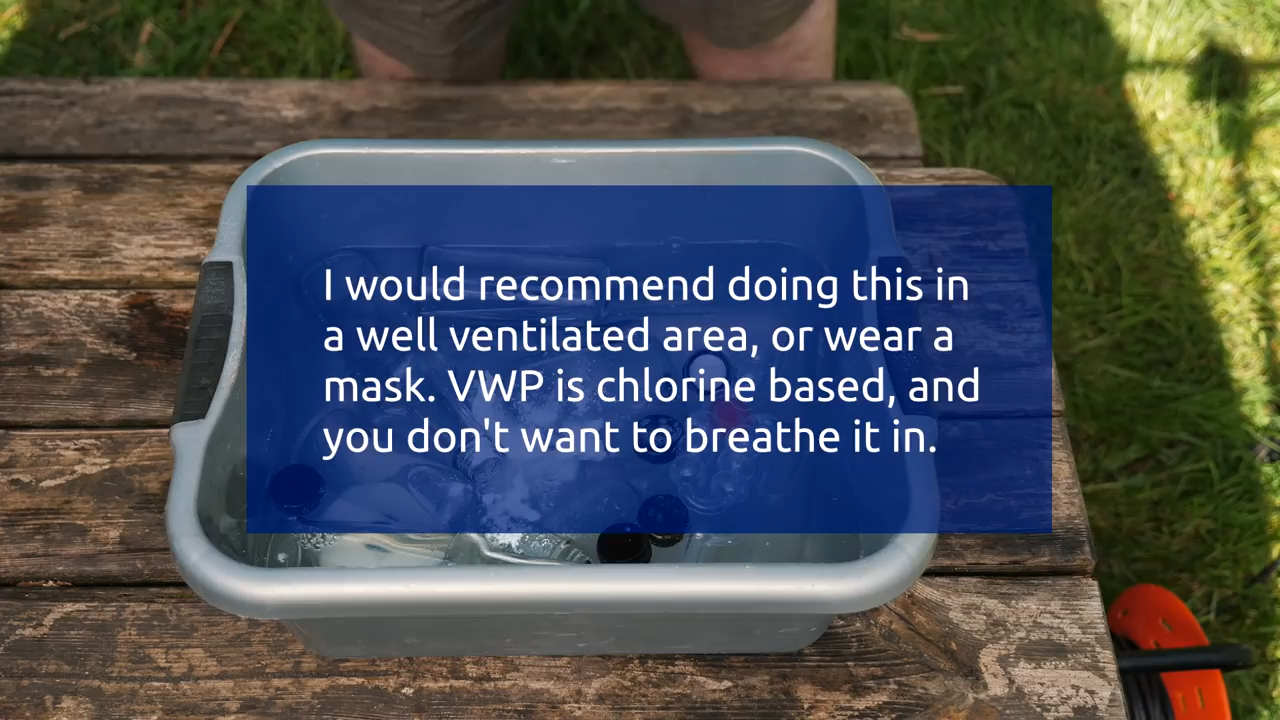 I would recommend doing this in
a well ventilated area, or wear a
mask. VWP is chlorine based, and
you don't want to breathe it in.